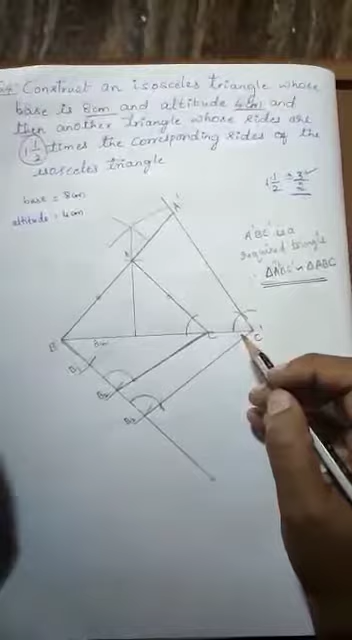 Q4. Construct an isosceles triangle whose
base is 8cm and altitude 4cm and
then another triangle whose sides are
1 1/2 times the corresponding sides of the
isosceles triangle
base = 8cm
altitude = 4cm
1 1/2 = 3/2
A'BC' is a
required triangle
∴ ΔA'BC' ~ ΔABC
A'
A
B
8cm
C
C'
B1
B2
B3